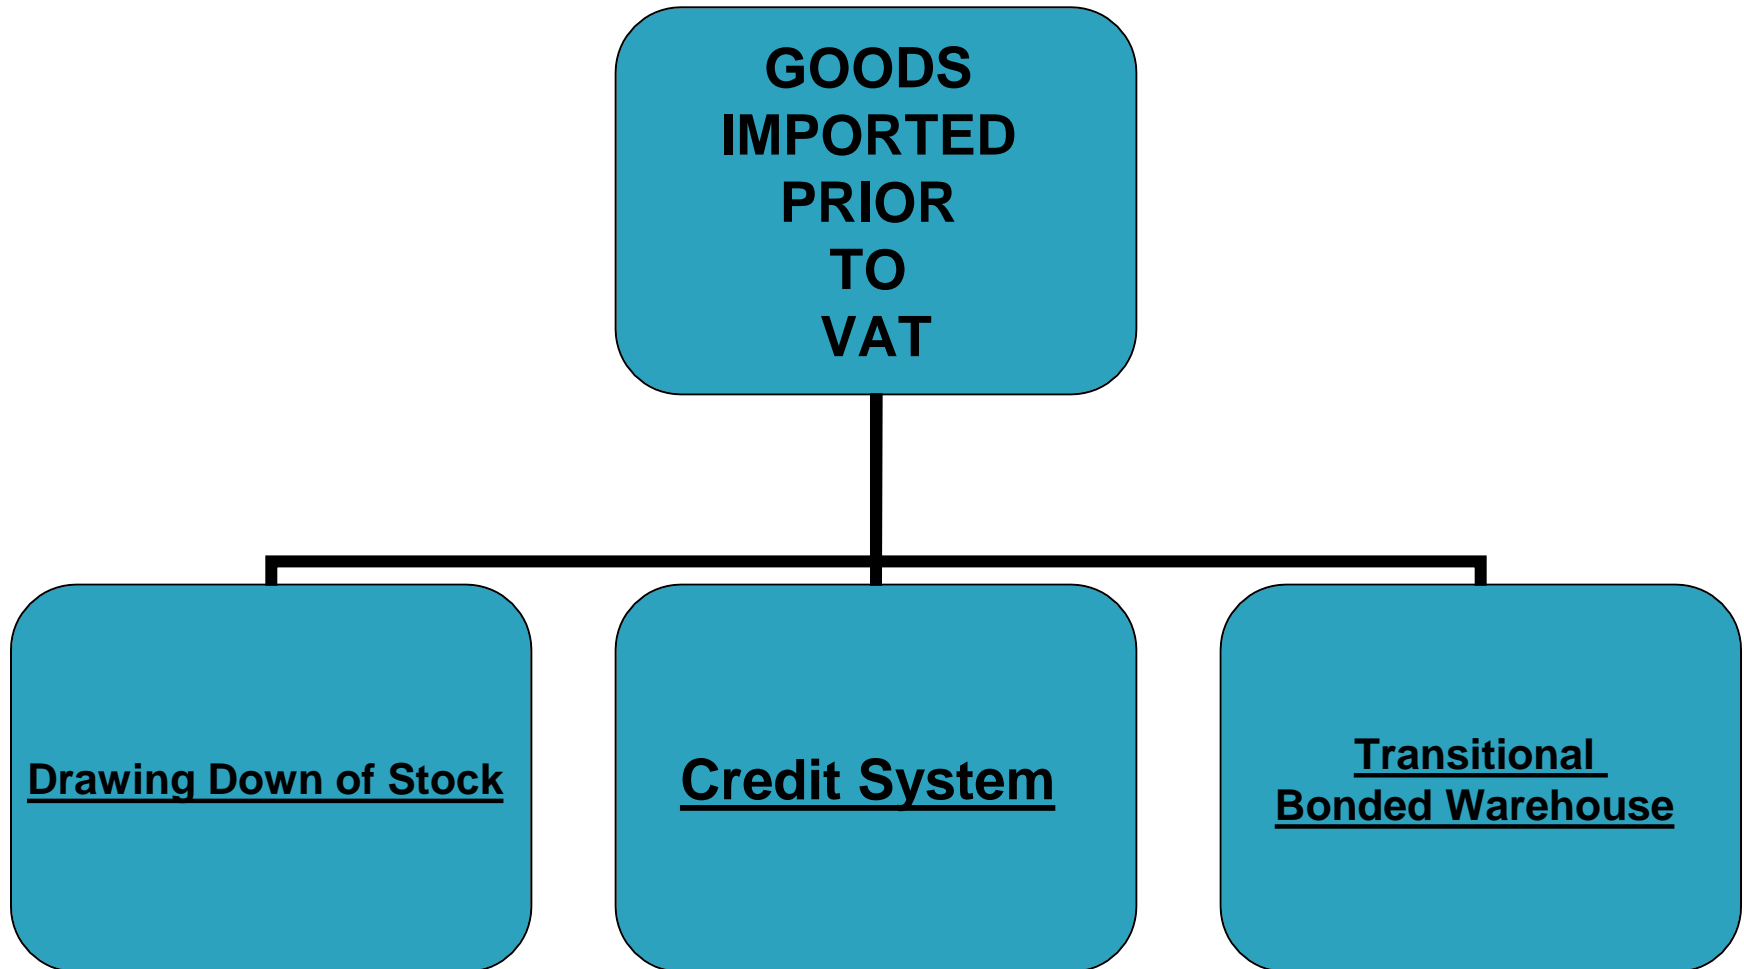 GOODS
IMPORTED
PRIOR
TO
VAT
Drawing Down of Stock
Credit System
Transitional
Bonded Warehouse